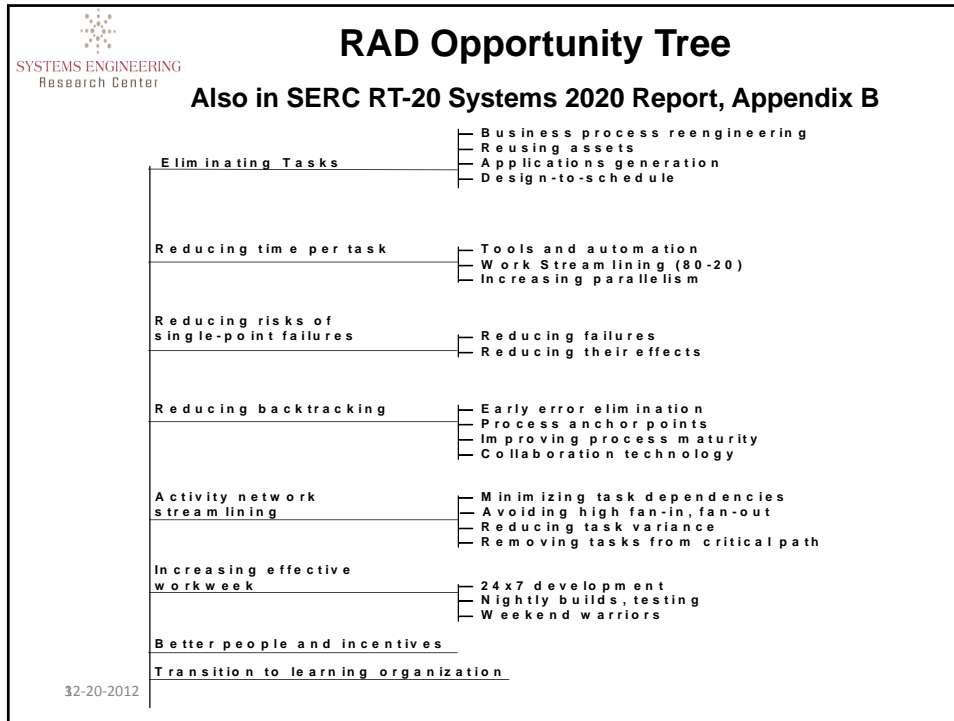 SYSTEMS ENGINEERING
Research Center
RAD Opportunity Tree
Also in SERC RT-20 Systems 2020 Report, Appendix B
Eliminating Tasks
Business process reengineering
Reusing assets
Applications generation
Design-to-schedule
Reducing time per task
Tools and automation
Work Streamlining (80-20)
Increasing parallelism
Reducing risks of
single-point failures
Reducing failures
Reducing their effects
Reducing backtracking
Early error elimination
Process anchor points
Improving process maturity
Collaboration technology
Activity network
streamlining
Minimizing task dependencies
Avoiding high fan-in, fan-out
Reducing task variance
Removing tasks from critical path
Increasing effective
workweek
24x7 development
Nightly builds, testing
Weekend warriors
Better people and incentives
Transition to learning organization
12-20-2012